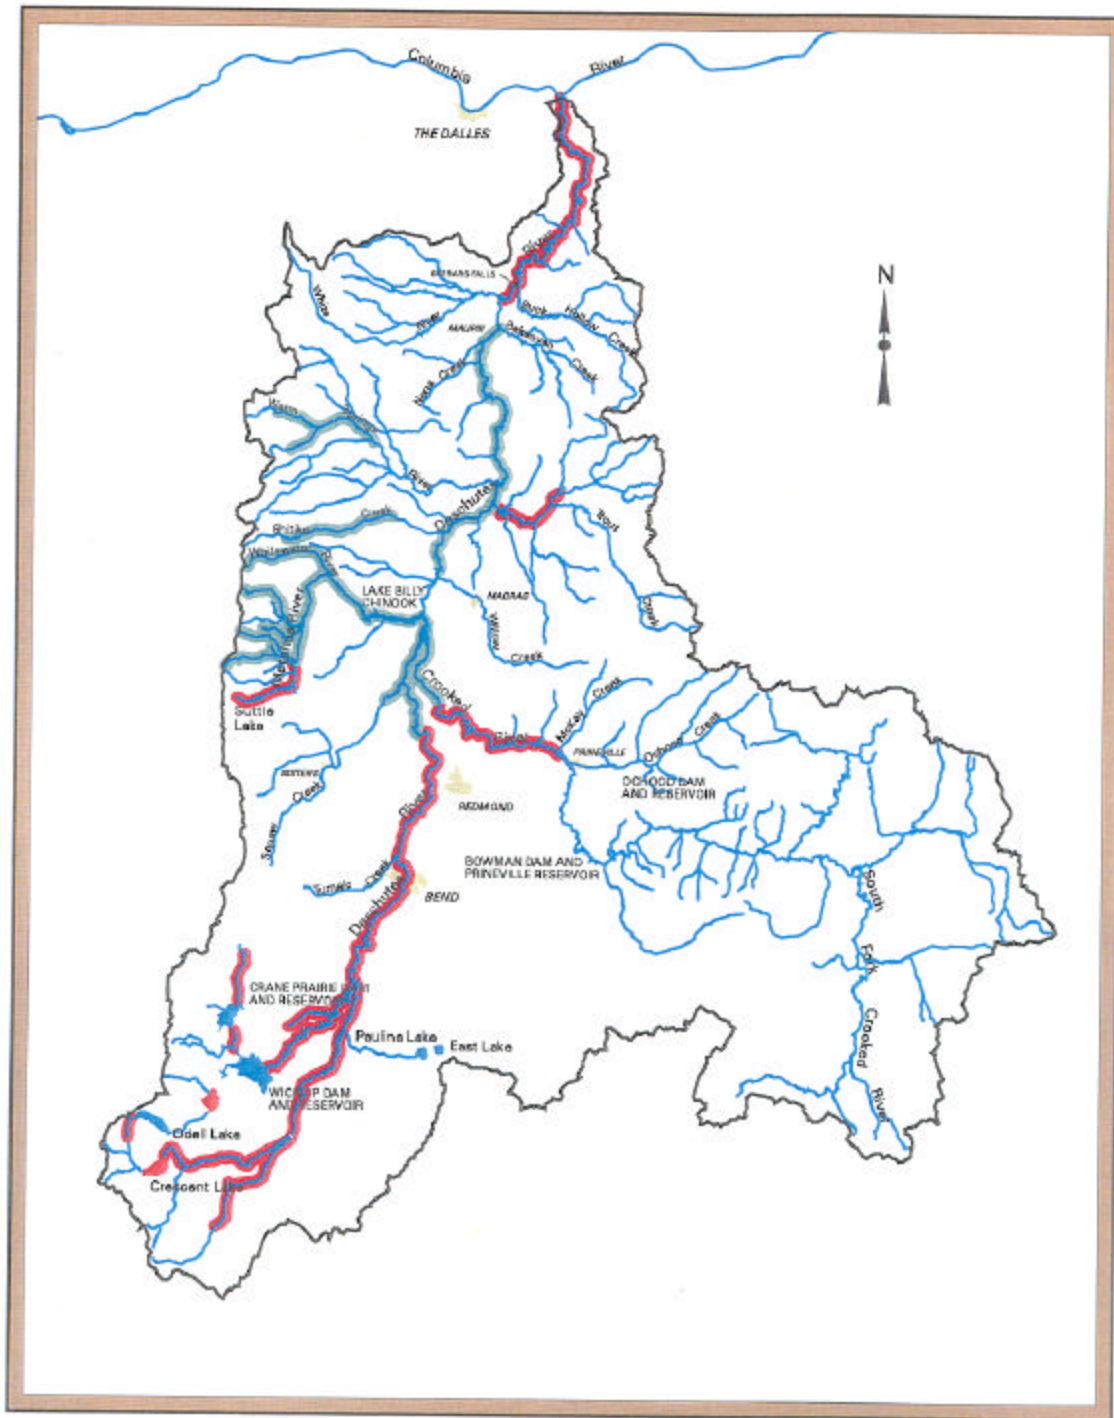 Columbia
River
THE DALLES
N
River
White
River
MAUPIN
Buck
Hollow
Creek
Bakeoven
Creek
Nena Creek
Warm
Springs
River
Deschutes
Trout
Creek
Shitike
Creek
Whitewater
River
LAKE BILLY
CHINOOK
MADRAS
Willow
Creek
Metolius River
Suttle
Lake
Crooked
River
McKay
Creek
PRINEVILLE
Ochoco
Creek
OCHOCO DAM
AND RESERVOIR
SISTERS
Squaw
Creek
River
REDMOND
BOWMAN DAM AND
PRINEVILLE RESERVOIR
Tumalo
Creek
Deschutes
BEND
South
Fork
Crooked
River
CRANE PRAIRIE DAM
AND RESERVOIR
Paulina Lake
East Lake
WICKIUP DAM
AND RESERVOIR
Odell Lake
Crescent Lake